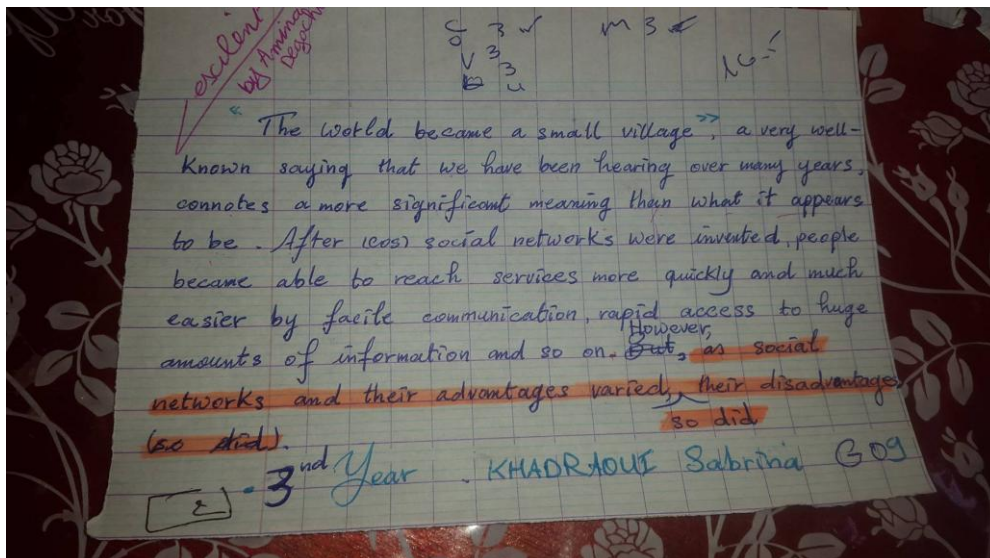 excilent
by Amina
Degachi
G 3 M 3
V 3
3
4
16
" The world became a small village", a very well-
known saying that we have been hearing over many years,
connotes a more significant meaning than what it appears
to be. After (cos) social networks were invented, people
became able to reach services more quickly and much
easier by facile communication, rapid access to huge
However,
amounts of information and so on. But, as social
networks and their advantages varied, their disadvantages
so did
(so did).
3nd Year. KHADRAOUI Sabrina G09
2